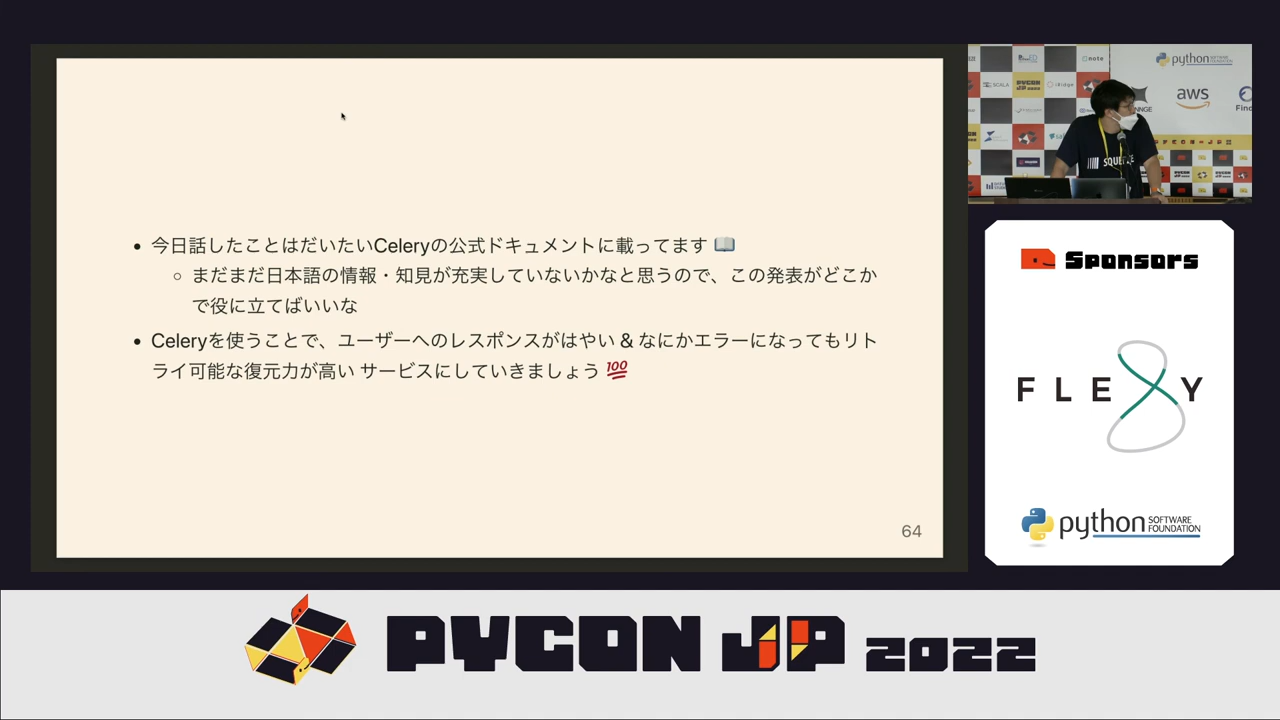 今日話したことはだいたいCeleryの公式ドキュメントに載ってます 📖
まだまだ日本語の情報・知見が充実していないかなと思うので、この発表がどこか
で役に立てばいいな
Celeryを使うことで、ユーザーへのレスポンスがはやい & なにかエラーになってもリト
ライ可能な復元力が高い サービスにしていきましょう 💯
64
note
python
SCALA
PYCON JP 2022
aws
Sponsors
FLEXY
python SOFTWARE FOUNDATION
PYCON JP 2022